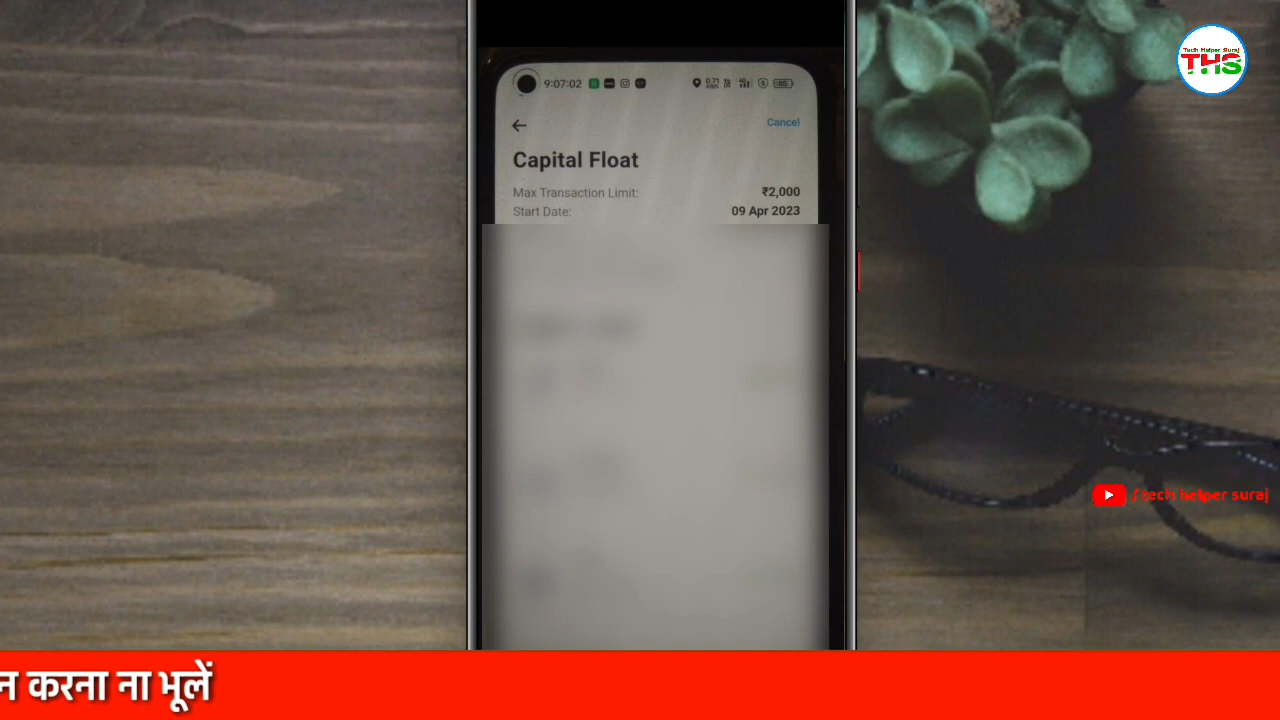 Tech Helper Suraj
THS
9:07:02
Cancel
Capital Float
Max Transaction Limit: ₹2,000
Start Date: 09 Apr 2023
/tech helper suraj
न करना ना भूलें